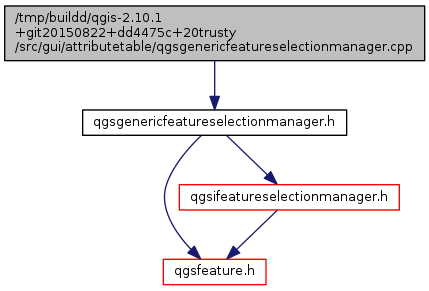 /tmp/buildd/qgis-2.10.1
+git20150822+dd4475c+20trusty
/src/gui/attributetable/qgsgenericfeatureselectionmanager.cpp
qgsgenericfeatureselectionmanager.h
qgsifeatureselectionmanager.h
qgsfeature.h